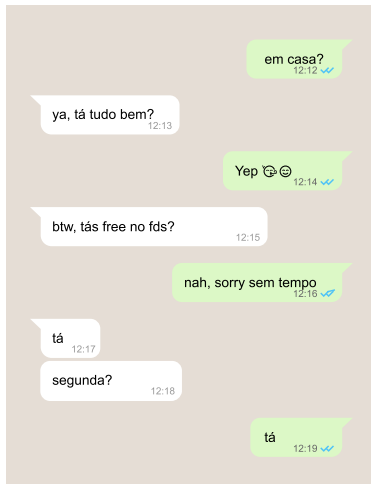 em casa?
12:12
ya, tá tudo bem?
12:13
Yep
12:14
btw, tás free no fds?
12:15
nah, sorry sem tempo
12:16
tá
12:17
segunda?
12:18
tá
12:19